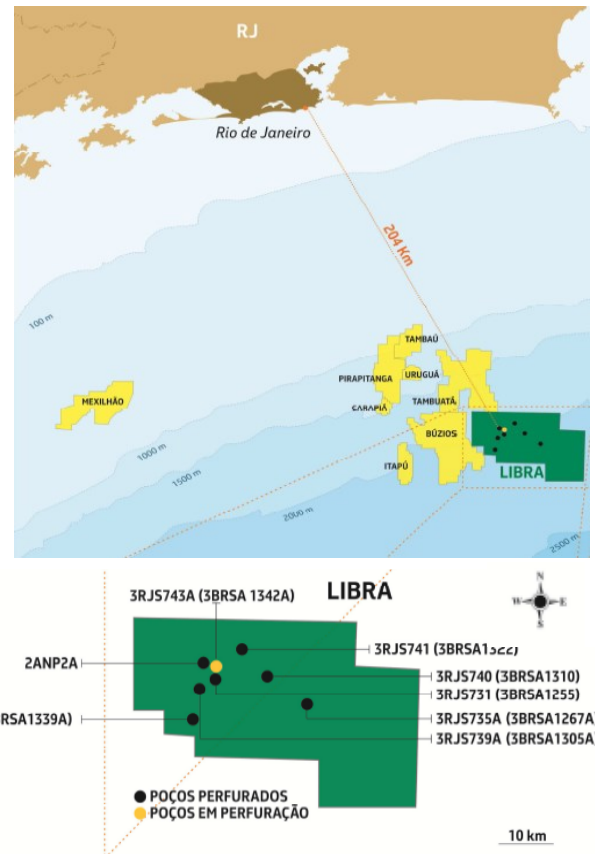 RJ
Rio de Janeiro
204 Km
100 m
TAMBAÚ
PIRAPITANGA
URUGUÁ
MEXILHÃO
CARAPIÁ
TAMBUATÁ
BÚZIOS
1000 m
ITAPÚ
LIBRA
1500 m
2000 m
2500 m
3RJS743A (3BRSA 1342A)
LIBRA
N
W E
S
3RJS741
2ANP2A
3RJS740 (3BRSA1310)
3RJS731 (3BRSA1255)
RSA1339A)
3RJS735A (3BRSA1267A)
3RJS739A (3BRSA1305A)
POÇOS PERFURADOS
POÇOS EM PERFURAÇÃO
10 km